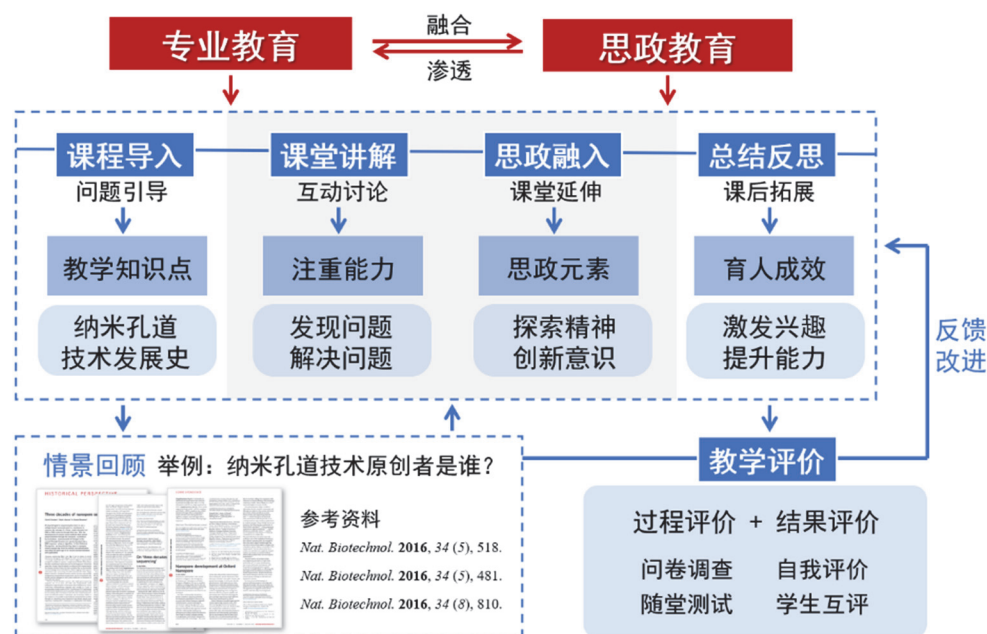 专业教育
融合
渗透
思政教育
课程导入
问题引导
教学知识点
纳米孔道
技术发展史
课堂讲解
互动讨论
注重能力
发现问题
解决问题
思政融入
课堂延伸
思政元素
探索精神
创新意识
总结反思
课后拓展
育人成效
激发兴趣
提升能力
反馈
改进
情景回顾 举例：纳米孔道技术原创者是谁？
HISTORICAL PERSPECTIVE
参考资料
Nat. Biotechnol. 2016, 34 (5), 518.
Nat. Biotechnol. 2016, 34 (5), 481.
Nat. Biotechnol. 2016, 34 (8), 810.
教学评价
过程评价 + 结果评价
问卷调查 自我评价
随堂测试 学生互评